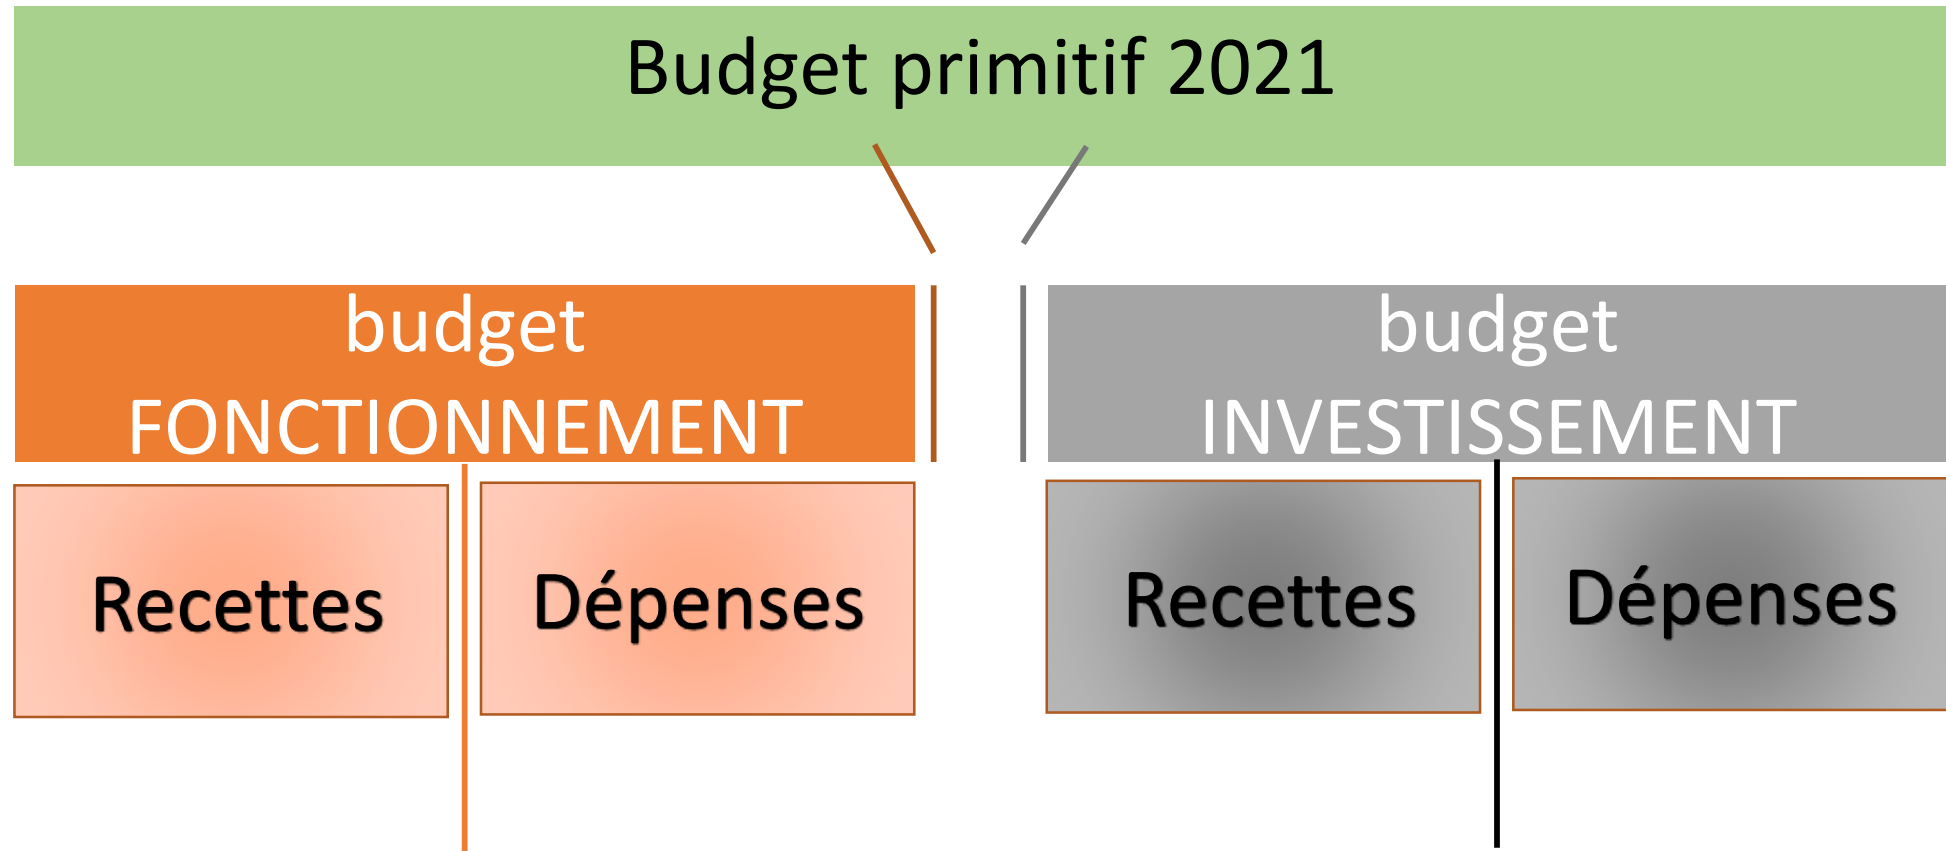 Budget primitif 2021
budget
FONCTIONNEMENT
budget
INVESTISSEMENT
Recettes
Dépenses
Recettes
Dépenses